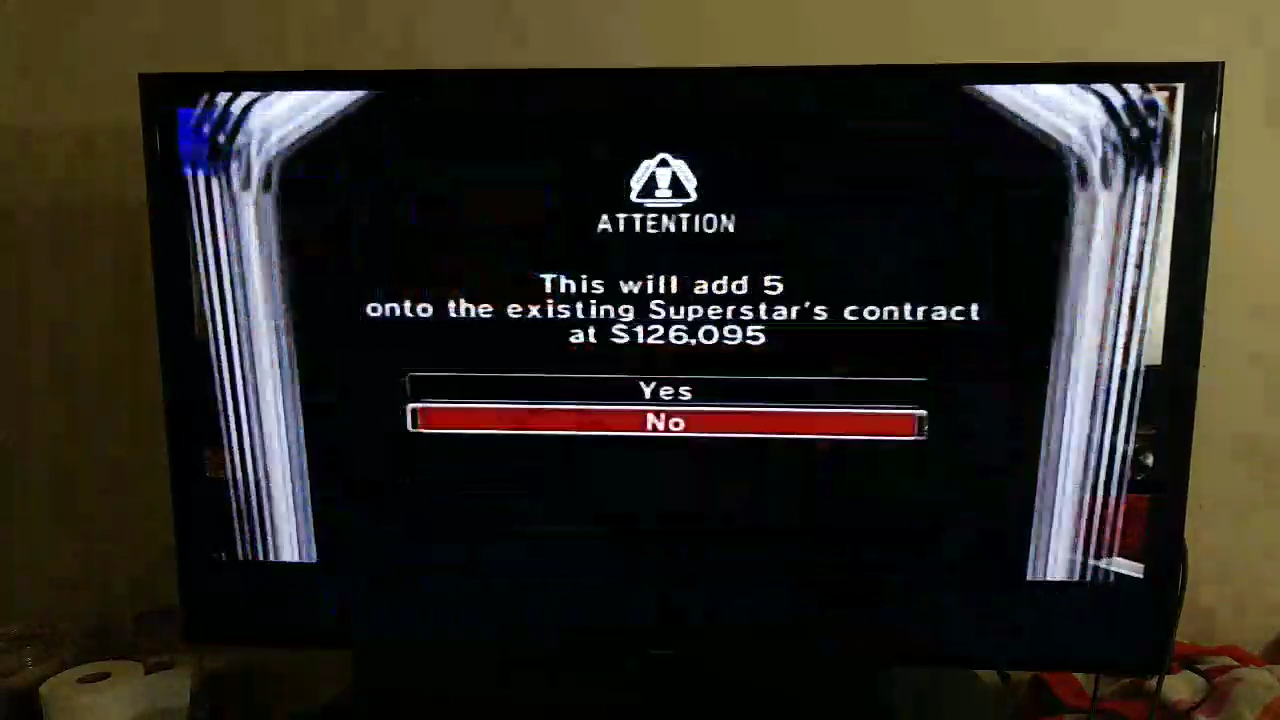 ATTENTION
This will add 5
onto the existing Superstar's contract
at $126,095
Yes
No